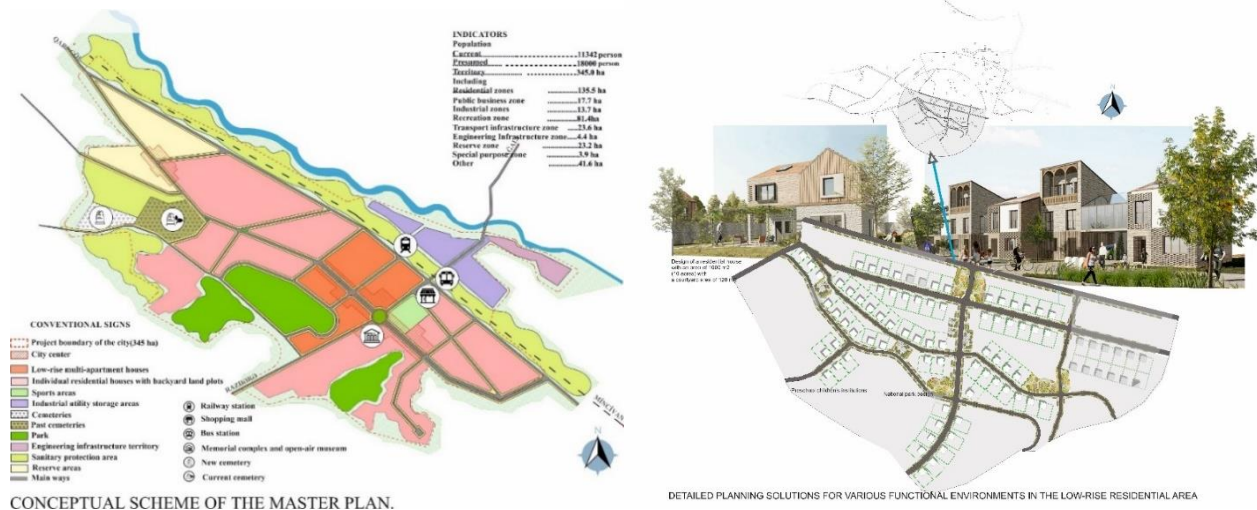 INDICATORS
Population
Current............11342 person
Presumed............18000 person
Territory............345.0 ha
Including
Residential zones............135.5 ha
Public business zone............17.7 ha
Industrial zones............13.7 ha
Recreation zone............81.4ha
Transport infrastructure zone....23.6 ha
Engineering Infrastructure zone....4.4 ha
Reserve zone............23.2 ha
Special purpose zone............3.9 ha
Other............41.6 ha
N
CONVENTIONAL SIGNS
Project boundary of the city(345 ha)
City center
Low-rise multi-apartment houses
Individual residential houses with backyard land plots
Sports areas
Industrial utility storage areas
Cemeteries
Past cemeteries
Park
Engineering infrastructure territory
Sanitary protection area
Reserve areas
Main ways
Railway station
Shopping mall
Bus station
Memorial complex and open-air museum
New cemetery
Current cemetery
CONCEPTUAL SCHEME OF THE MASTER PLAN.
Design of a residential house
with an area of
a courtyard area of
National park
DETAILED PLANNING SOLUTIONS FOR VARIOUS FUNCTIONAL ENVIRONMENTS IN THE LOW-RISE RESIDENTIAL AREA